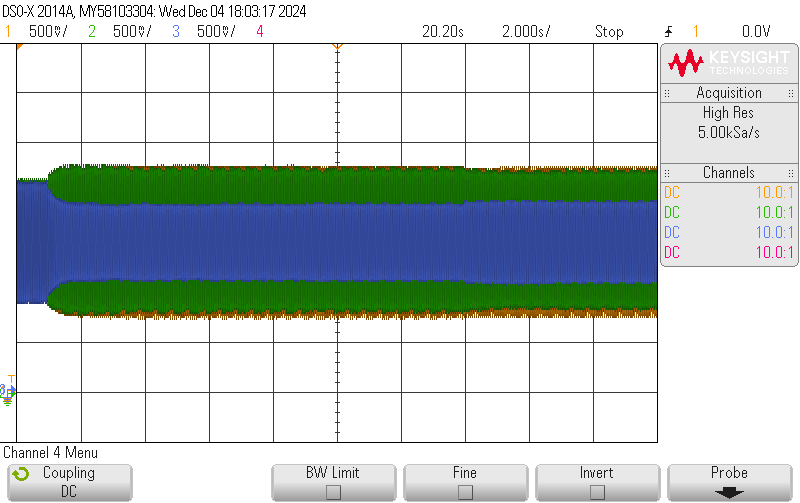 DSO-X 2014A, MY58103304: Wed Dec 04 18:03:17 2024
1 500mV/ 2 500mV/ 3 500mV/ 4 20.20s 2.000s/ Stop 1 0.0V
KEYSIGHT
TECHNOLOGIES
Acquisition
High Res
5.00kSa/s
Channels
DC 10.0:1
DC 10.0:1
DC 10.0:1
DC 10.0:1
Channel 4 Menu
Coupling BW Limit Fine Invert Probe
DC